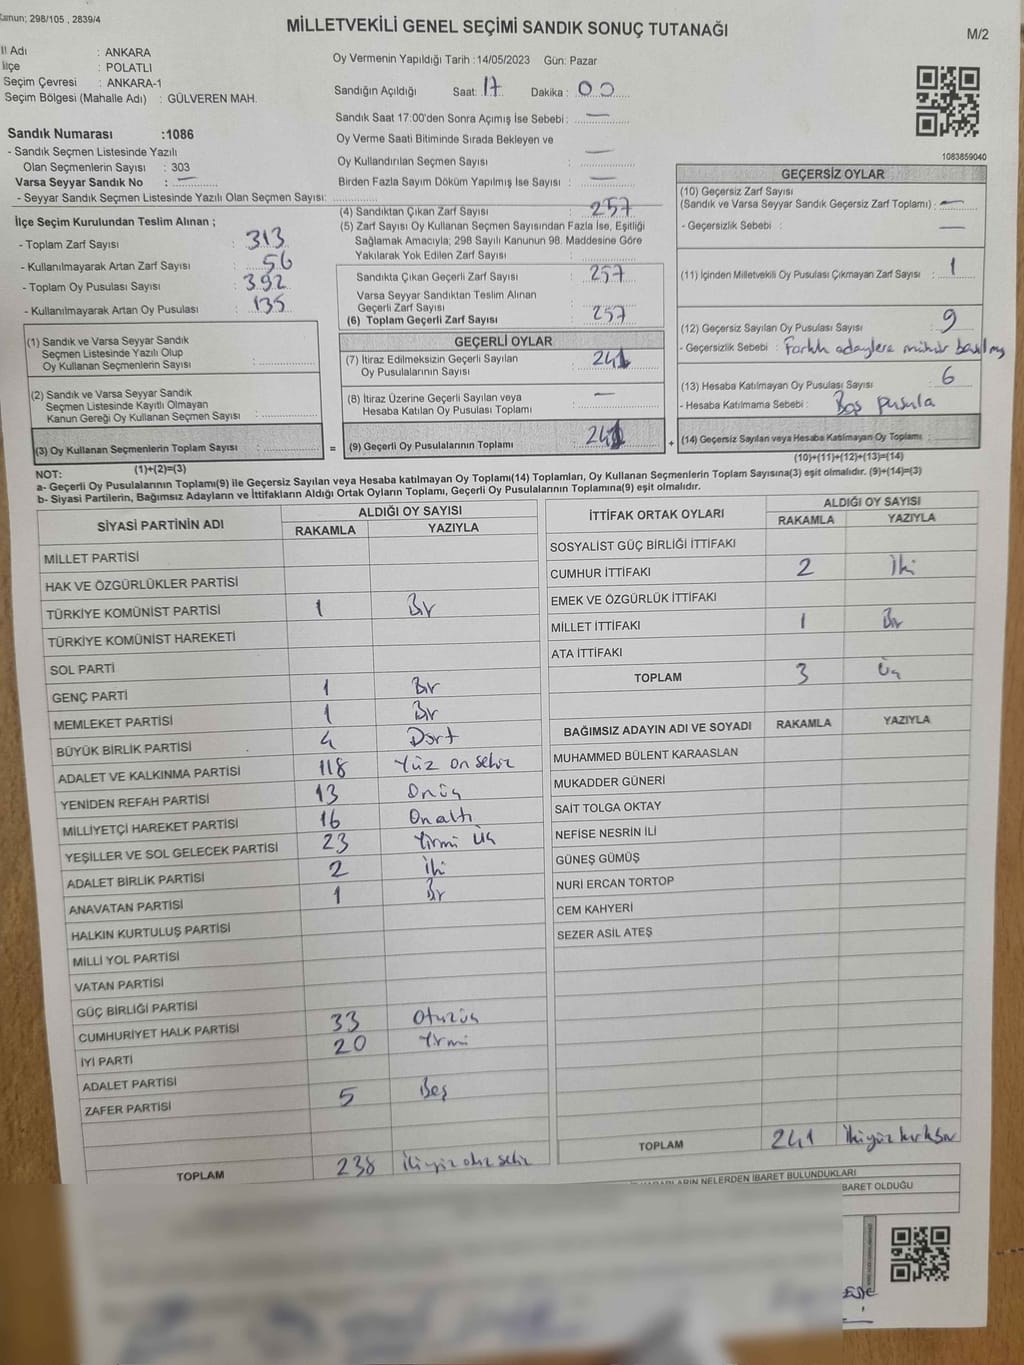 Kanun; 298/105 , 2839/4
MİLLETVEKİLİ GENEL SEÇİMİ SANDIK SONUÇ TUTANAĞI
M/2
İl Adı : ANKARA
İlçe : POLATLI
Seçim Çevresi : ANKARA-1
Seçim Bölgesi (Mahalle Adı) : GÜLVEREN MAH.
Oy Vermenin Yapıldığı Tarih : 14/05/2023 Gün: Pazar
Sandığın Açıldığı Saat: 17 Dakika : 00
Sandık Saat 17:00'den Sonra Açımış İse Sebebi : —
Oy Verme Saati Bitiminde Sırada Bekleyen ve
Oy Kullandırılan Seçmen Sayısı : —
Birden Fazla Sayım Döküm Yapılmış İse Sayısı : —
1083859040
Sandık Numarası :1086
- Sandık Seçmen Listesinde Yazılı
Olan Seçmenlerin Sayısı : 303
Varsa Seyyar Sandık No : —
- Seyyar Sandık Seçmen Listesinde Yazılı Olan Seçmen Sayısı:
İlçe Seçim Kurulundan Teslim Alınan ;
- Toplam Zarf Sayısı : 313
- Kullanılmayarak Artan Zarf Sayısı : 56
- Toplam Oy Pusulası Sayısı : 392
- Kullanılmayarak Artan Oy Pusulası : 135
(1) Sandık ve Varsa Seyyar Sandık
Seçmen Listesinde Yazılı Olup
Oy Kullanan Seçmenlerin Sayısı :
(2) Sandık ve Varsa Seyyar Sandık
Seçmen Listesinde Kayıtlı Olmayan
Kanun Gereği Oy Kullanan Seçmen Sayısı :
(3) Oy Kullanan Seçmenlerin Toplam Sayısı :
(1)+(2)=(3)
(4) Sandıktan Çıkan Zarf Sayısı : 257
(5) Zarf Sayısı Oy Kullanan Seçmen Sayısından Fazla İse, Eşitliği
Sağlamak Amacıyla; 298 Sayılı Kanunun 98. Maddesine Göre
Yakılarak Yok Edilen Zarf Sayısı :
Sandıkta Çıkan Geçerli Zarf Sayısı : 257
Varsa Seyyar Sandıktan Teslim Alınan
Geçerli Zarf Sayısı :
(6) Toplam Geçerli Zarf Sayısı : 257
GEÇERLİ OYLAR
(7) İtiraz Edilmeksizin Geçerli Sayılan
Oy Pusulalarının Sayısı : 241
(8) İtiraz Üzerine Geçerli Sayılan veya
Hesaba Katılan Oy Pusulası Toplamı : —
= (9) Geçerli Oy Pusulalarının Toplamı : 241
GEÇERSİZ OYLAR
(10) Geçersiz Zarf Sayısı
(Sandık ve Varsa Seyyar Sandık Geçersiz Zarf Toplamı) : —
- Geçersizlik Sebebi : —
(11) İçinden Milletvekili Oy Pusulası Çıkmayan Zarf Sayısı : 1
(12) Geçersiz Sayılan Oy Pusulası Sayısı : 9
- Geçersizlik Sebebi : Farklı adaylara mühür basılmış
(13) Hesaba Katılmayan Oy Pusulası Sayısı : 6
- Hesaba Katılmama Sebebi : Boş pusula
+ (14) Geçersiz Sayılan veya Hesaba Katılmayan Oy Toplamı :
(10)+(11)+(12)+(13)=(14)
NOT:
a- Geçerli Oy Pusulalarının Toplamı(9) ile Geçersiz Sayılan veya Hesaba katılmayan Oy Toplamı(14) Toplamları, Oy Kullanan Seçmenlerin Toplam Sayısına(3) eşit olmalıdır. (9)+(14)=(3)
b- Siyasi Partilerin, Bağımsız Adayların ve İttifakların Aldığı Ortak Oyların Toplamı, Geçerli Oy Pusulalarının Toplamına(9) eşit olmalıdır.
SİYASİ PARTİNİN ADI
ALDIĞI OY SAYISI
RAKAMLA YAZIYLA
MİLLET PARTİSİ
HAK VE ÖZGÜRLÜKLER PARTİSİ
TÜRKİYE KOMÜNİST PARTİSİ 1 Bir
TÜRKİYE KOMÜNİST HAREKETİ
SOL PARTİ
GENÇ PARTİ 1 Bir
MEMLEKET PARTİSİ 1 Bir
BÜYÜK BİRLİK PARTİSİ 4 Dört
ADALET VE KALKINMA PARTİSİ 118 Yüz on sekiz
YENİDEN REFAH PARTİSİ 13 Onüç
MİLLİYETÇİ HAREKET PARTİSİ 16 Onaltı
YEŞİLLER VE SOL GELECEK PARTİSİ 23 Yirmi üç
ADALET BİRLİK PARTİSİ 2 İki
ANAVATAN PARTİSİ 1 Bir
HALKIN KURTULUŞ PARTİSİ
MİLLİ YOL PARTİSİ
VATAN PARTİSİ
GÜÇ BİRLİĞİ PARTİSİ
CUMHURİYET HALK PARTİSİ 33 Otuzüç
İYİ PARTİ 20 Yirmi
ADALET PARTİSİ
ZAFER PARTİSİ 5 Beş
TOPLAM 238 İkiyüz otuz sekiz
İTTİFAK ORTAK OYLARI
ALDIĞI OY SAYISI
RAKAMLA YAZIYLA
SOSYALİST GÜÇ BİRLİĞİ İTTİFAKI
CUMHUR İTTİFAKI 2 İki
EMEK VE ÖZGÜRLÜK İTTİFAKI
MİLLET İTTİFAKI 1 Bir
ATA İTTİFAKI
TOPLAM 3 Üç
BAĞIMSIZ ADAYIN ADI VE SOYADI RAKAMLA YAZIYLA
MUHAMMED BÜLENT KARAASLAN
MUKADDER GÜNERİ
SAİT TOLGA OKTAY
NEFİSE NESRİN İLİ
GÜNEŞ GÜMÜŞ
NURİ ERCAN TORTOP
CEM KAHYERİ
SEZER ASİL ATEŞ
TOPLAM 241 İkiyüz kırkbir
NELERDEN İBARET BULUNDUKLARI
BARET OLDUĞU